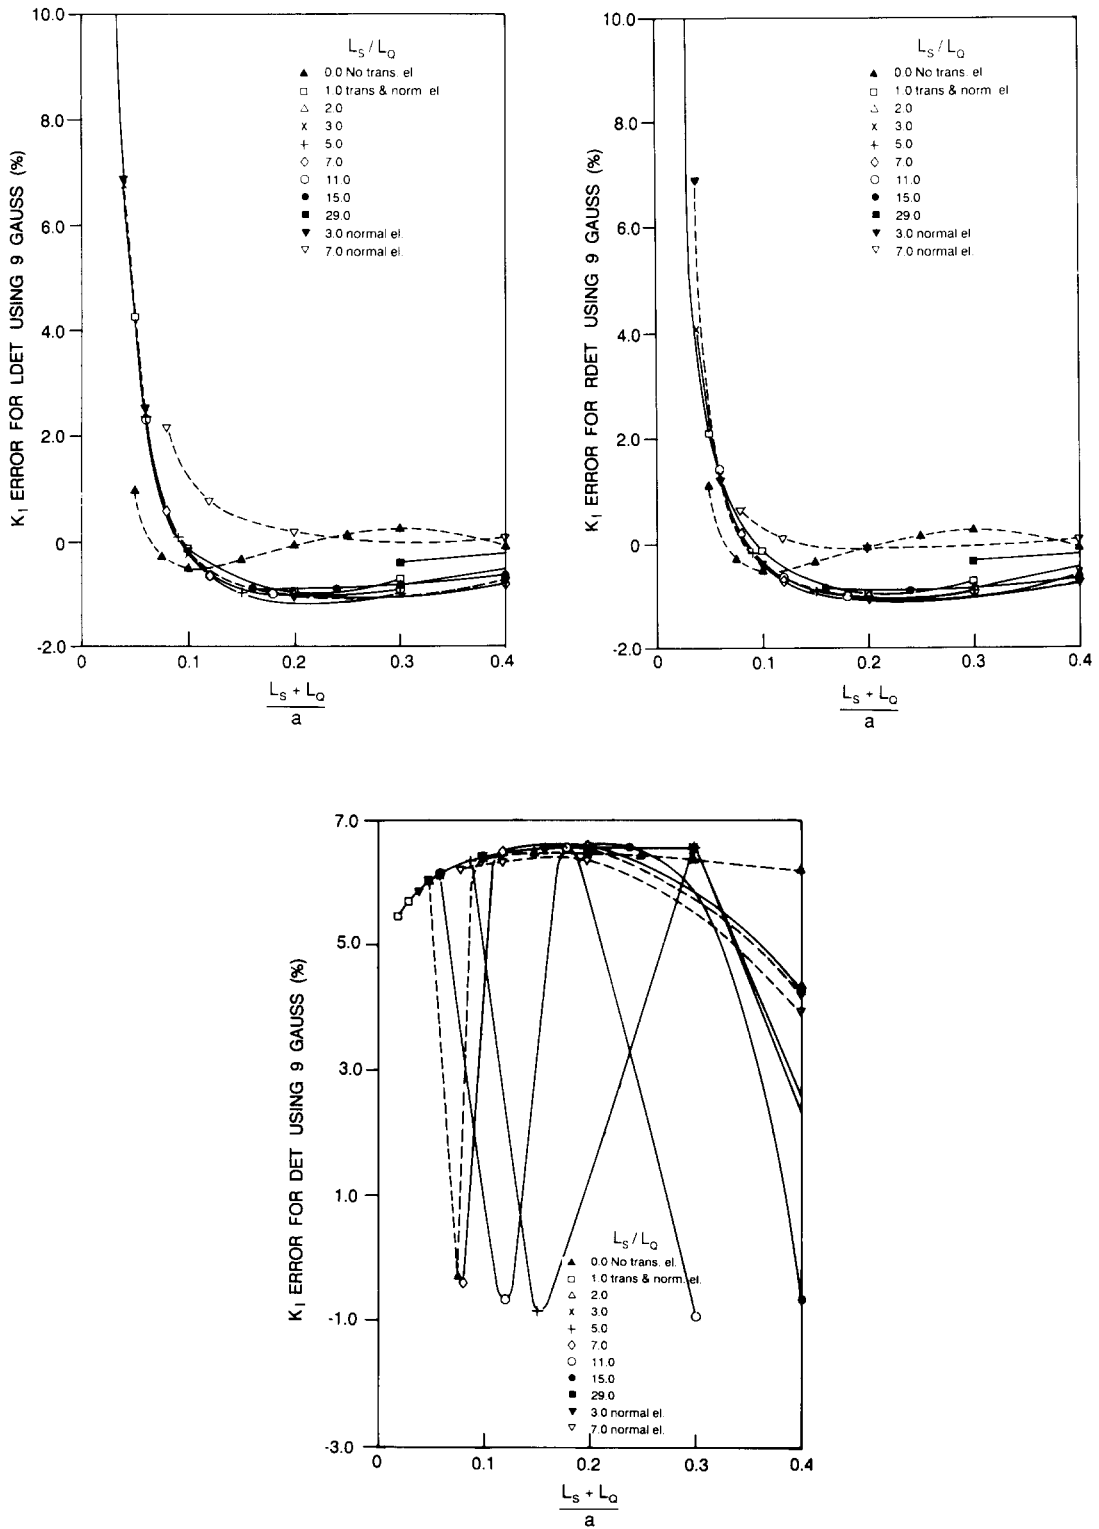 K₁ ERROR FOR LDET USING 9 GAUSS (%)
10.0
8.0
6.0
4.0
2.0
0
-2.0
0 0.1 0.2 0.3 0.4
L_S + L_Q
a
L_S / L_Q
0.0 No trans. el
1.0 trans & norm el
2.0
3.0
5.0
7.0
11.0
15.0
29.0
3.0 normal el.
7.0 normal el.
K₁ ERROR FOR RDET USING 9 GAUSS (%)
10.0
8.0
6.0
4.0
2.0
0
-2.0
0 0.1 0.2 0.3 0.4
L_S + L_Q
a
L_S / L_Q
0.0 No trans. el
1.0 trans & norm el
2.0
3.0
5.0
7.0
11.0
15.0
29.0
3.0 normal el.
7.0 normal el.
K₁ ERROR FOR DET USING 9 GAUSS (%)
7.0
5.0
3.0
1.0
-1.0
-3.0
0 0.1 0.2 0.3 0.4
L_S + L_Q
a
L_S / L_Q
0.0 No trans. el.
1.0 trans & norm. el.
2.0
3.0
5.0
7.0
11.0
15.0
29.0
3.0 normal el.
7.0 normal el.